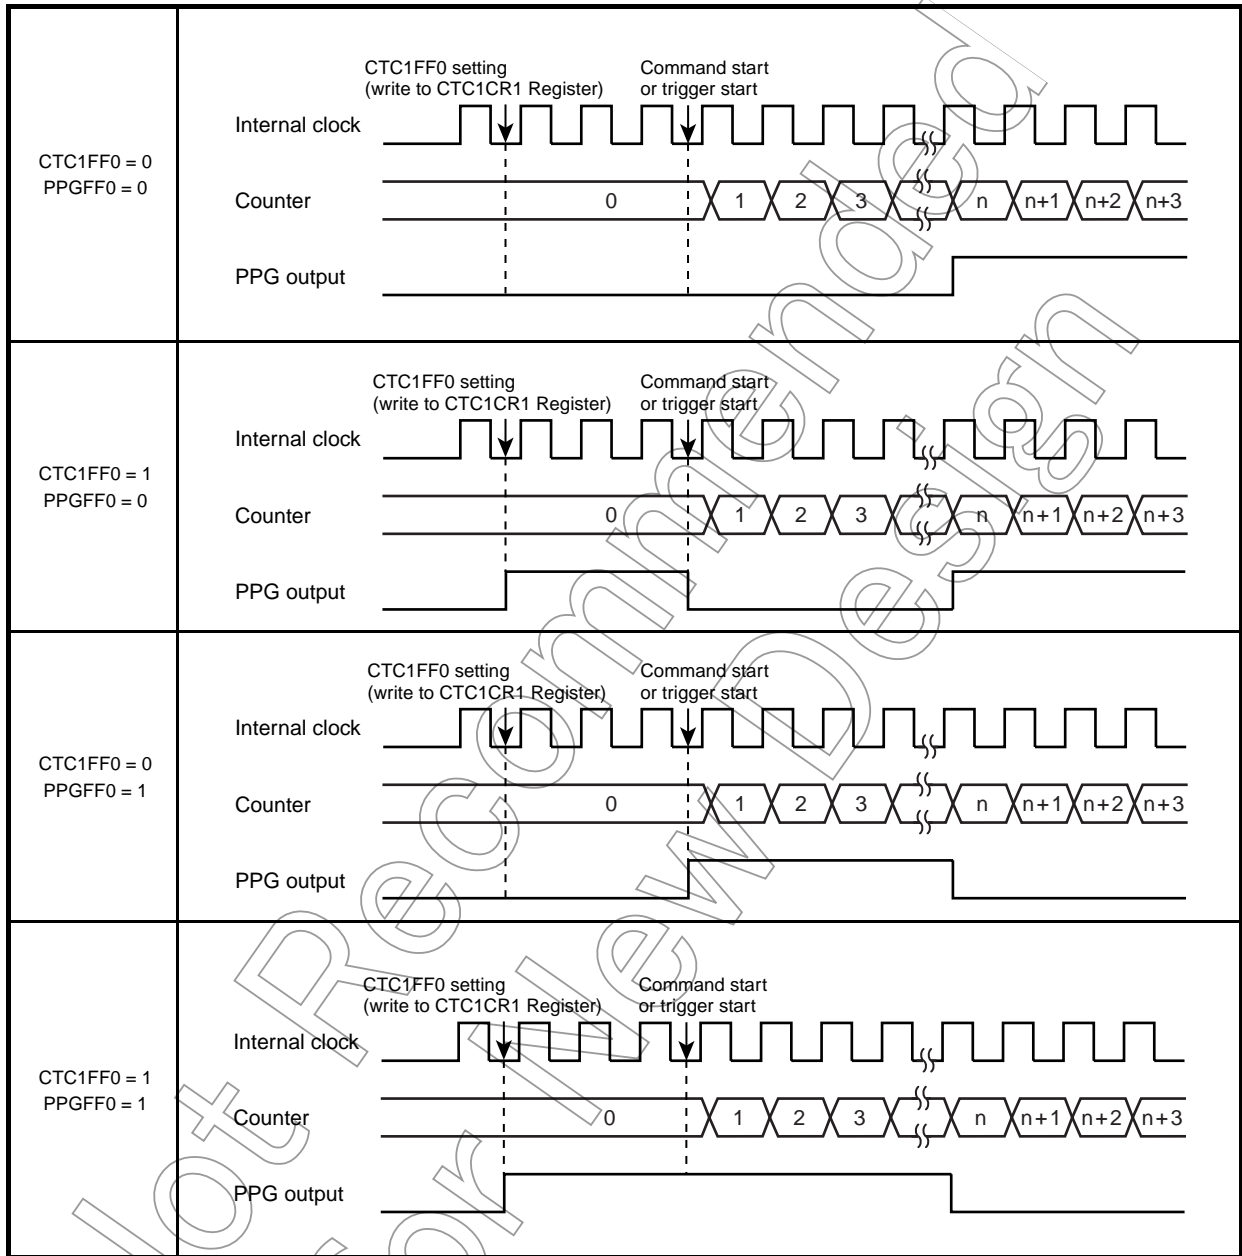 CTC1FF0 = 0
PPGFF0 = 0
CTC1FF0 setting
(write to CTC1CR1 Register)
Command start
or trigger start
Internal clock
Counter 0 1 2 3 n n+1 n+2 n+3
PPG output
CTC1FF0 = 1
PPGFF0 = 0
CTC1FF0 setting
(write to CTC1CR1 Register)
Command start
or trigger start
Internal clock
Counter 0 1 2 3 n n+1 n+2 n+3
PPG output
CTC1FF0 = 0
PPGFF0 = 1
CTC1FF0 setting
(write to CTC1CR1 Register)
Command start
or trigger start
Internal clock
Counter 0 1 2 3 n n+1 n+2 n+3
PPG output
CTC1FF0 = 1
PPGFF0 = 1
CTC1FF0 setting
(write to CTC1CR1 Register)
Command start
or trigger start
Internal clock
Counter 0 1 2 3 n n+1 n+2 n+3
PPG output
Not Recommended
for New Design